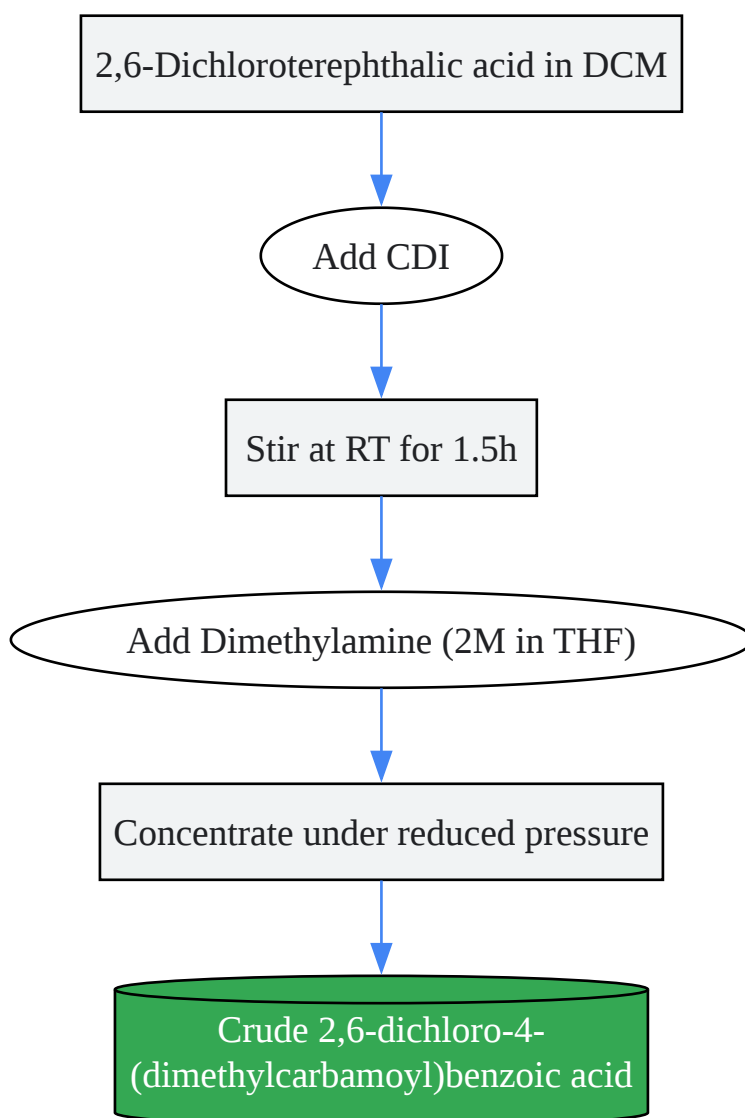 2,6-Dichloroterephthalic acid in DCM
Add CDI
Stir at RT for 1.5h
Add Dimethylamine (2M in THF)
Concentrate under reduced pressure
Crude 2,6-dichloro-4-
(dimethylcarbamoyl)benzoic acid